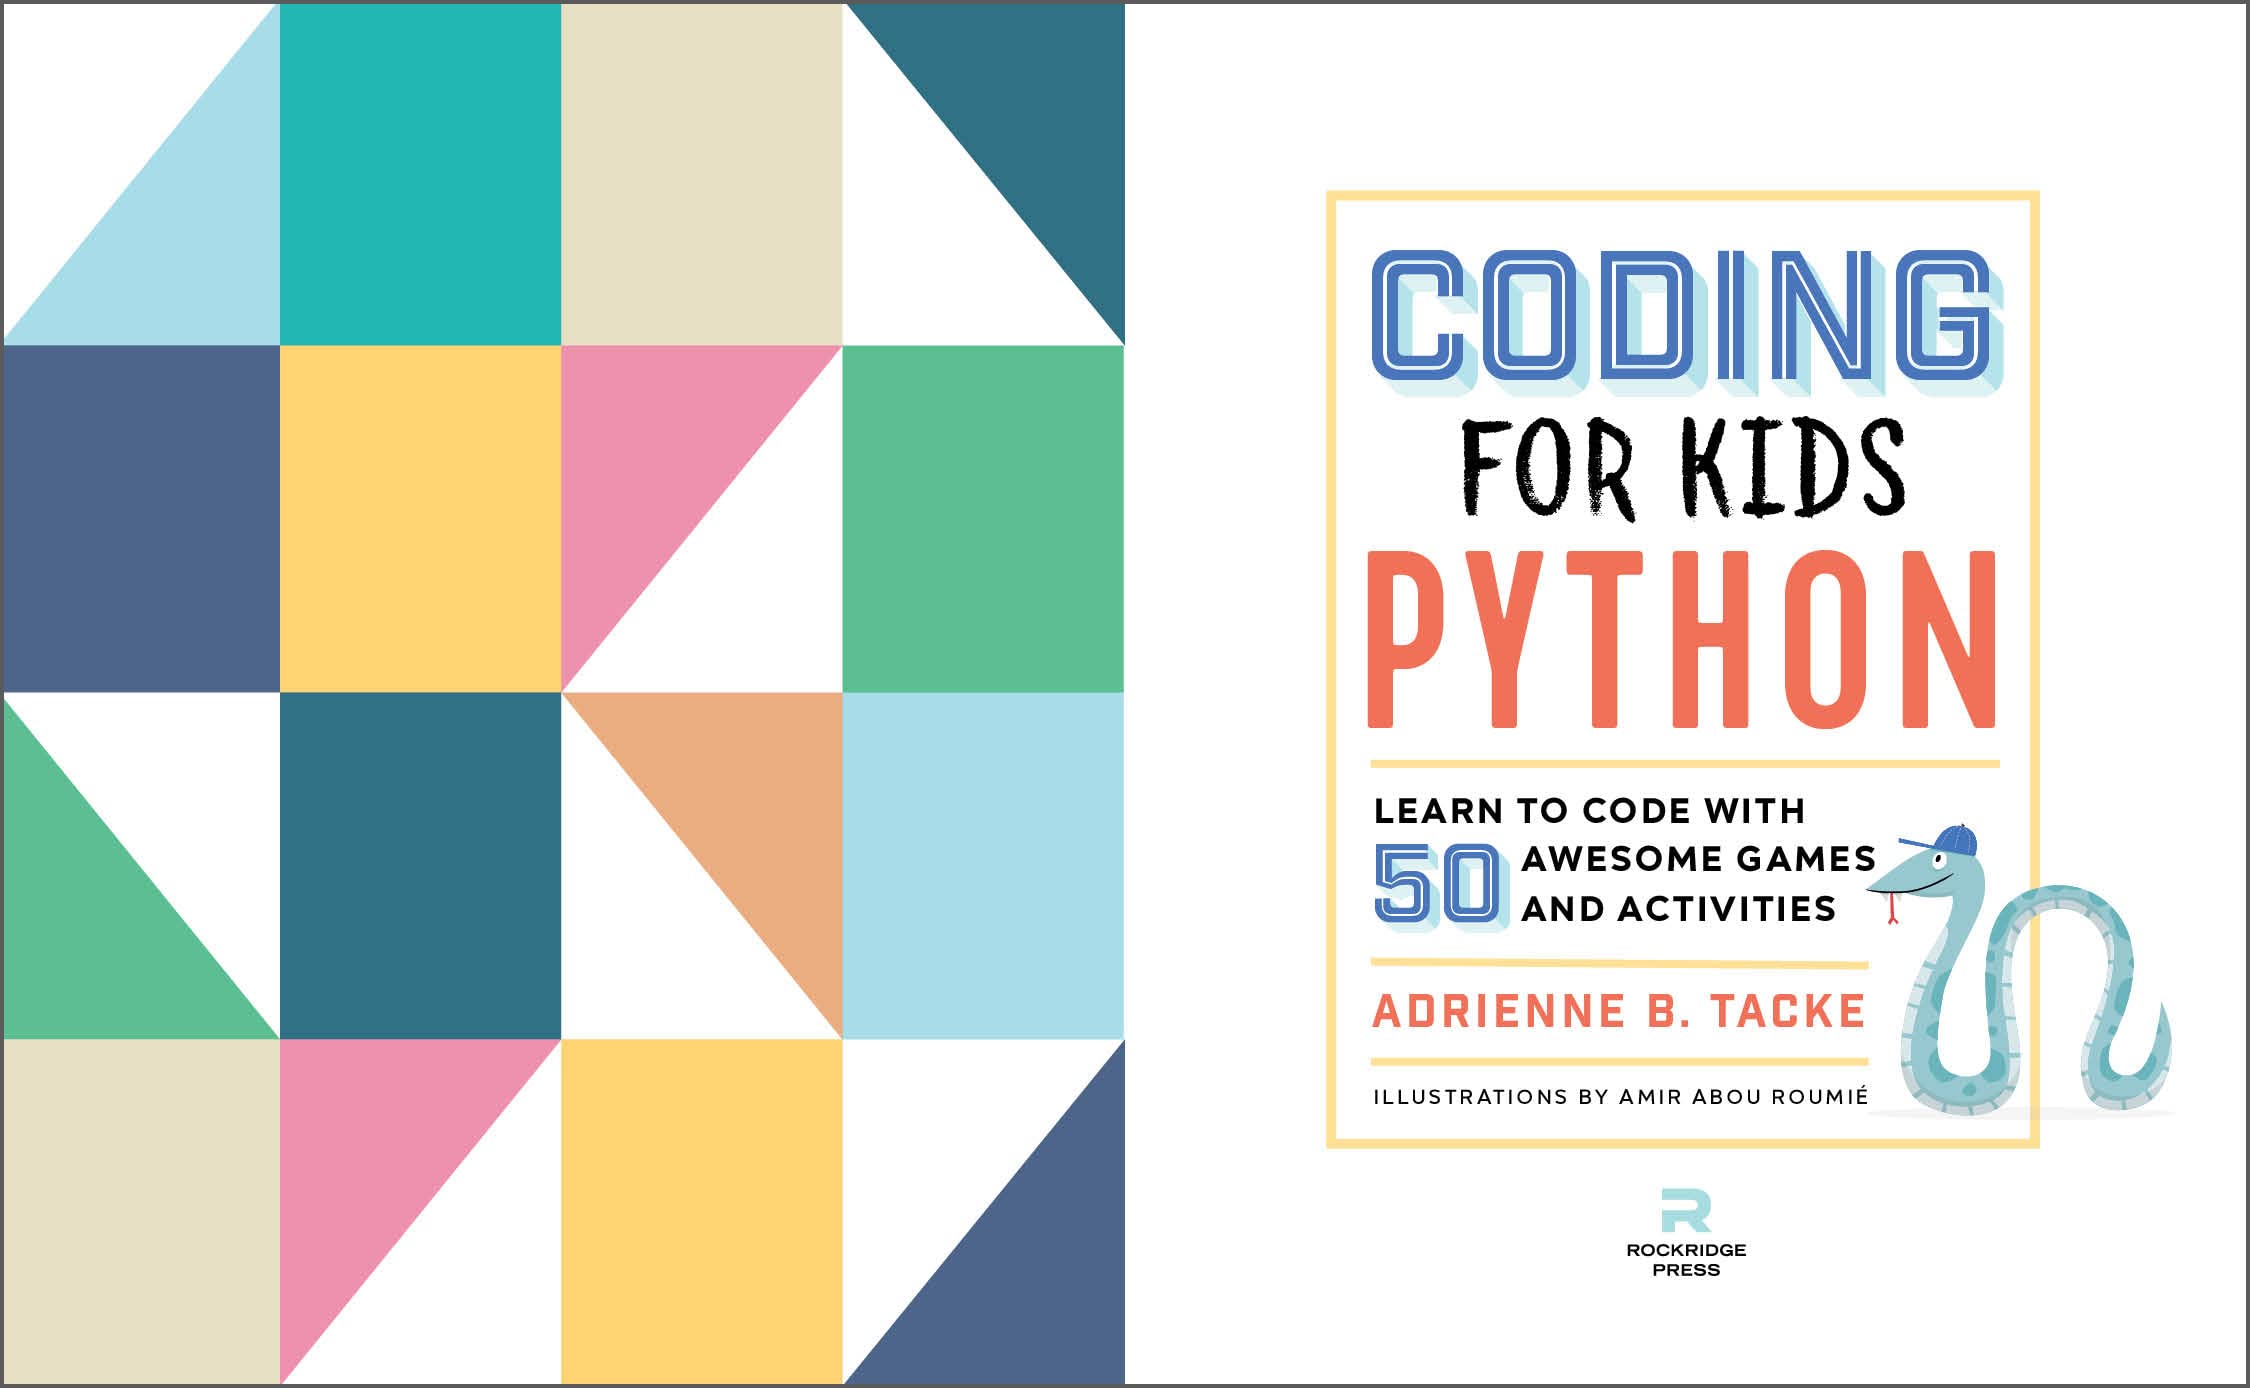 CODING
FOR KIDS
PYTHON
LEARN TO CODE WITH
50 AWESOME GAMES
AND ACTIVITIES
ADRIENNE B. TACKE
ILLUSTRATIONS BY AMIR ABOU ROUMIÉ
R
ROCKRIDGE
PRESS